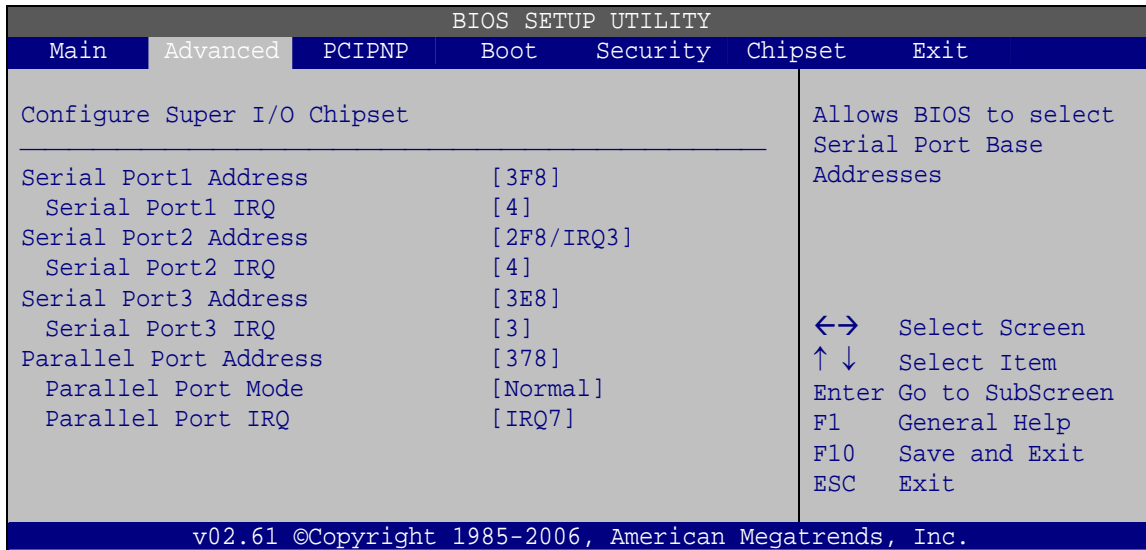 BIOS SETUP UTILITY
Main Advanced PCIPNP Boot Security Chipset Exit
Configure Super I/O Chipset
Serial Port1 Address [3F8]
Serial Port1 IRQ [4]
Serial Port2 Address [2F8/IRQ3]
Serial Port2 IRQ [4]
Serial Port3 Address [3E8]
Serial Port3 IRQ [3]
Parallel Port Address [378]
Parallel Port Mode [Normal]
Parallel Port IRQ [IRQ7]
Allows BIOS to select
Serial Port Base
Addresses
←→ Select Screen
↑ ↓ Select Item
Enter Go to SubScreen
F1 General Help
F10 Save and Exit
ESC Exit
v02.61 ©Copyright 1985-2006, American Megatrends, Inc.